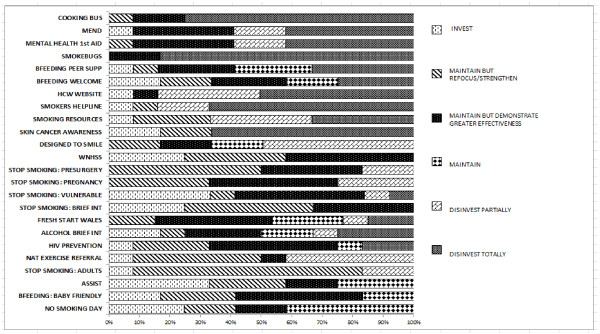 COOKING BUS
MEND
MENTAL HEALTH 1st AID
SMOKEBUGS
BFEEDING PEER SUPP
BFEEDING WELCOME
HCW WEBSITE
SMOKERS HELPLINE
SMOKING RESOURCES
SKIN CANCER AWARENESS
DESIGNED TO SMILE
WNHSS
STOP SMOKING: PRESURGERY
STOP SMOKING: PREGNANCY
STOP SMOKING: VULNERABLE
STOP SMOKING: BRIEF INT
FRESH START WALES
ALCOHOL BRIEF INT
HIV PREVENTION
NAT EXERCISE REFERRAL
STOP SMOKING: ADULTS
ASSIST
BFEEDING: BABY FRIENDLY
NO SMOKING DAY
0% 10% 20% 30% 40% 50% 60% 70% 80% 90% 100%
INVEST
MAINTAIN BUT
REFOCUS/STRENGTHEN
MAINTAIN BUT DEMONSTRATE
GREATER EFFECTIVENESS
MAINTAIN
DISINVEST PARTIALLY
DISINVEST TOTALLY